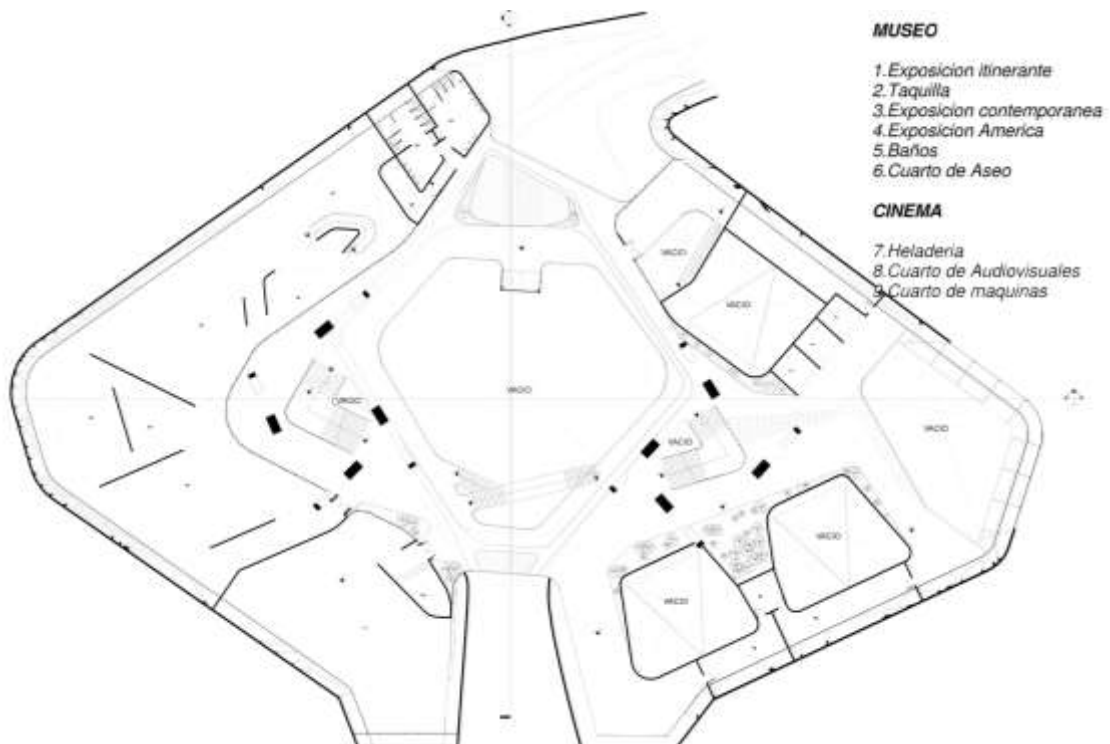 MUSEO
1.Exposicion itinerante
2.Taquilla
3.Exposicion contemporanea
4.Exposicion America
5.Baños
6.Cuarto de Aseo
CINEMA
7.Heladeria
8.Cuarto de Audiovisuales
9.Cuarto de maquinas
VACIO
VACIO
VACIO
VACIO
VACIO
VACIO
VACIO
VACIO